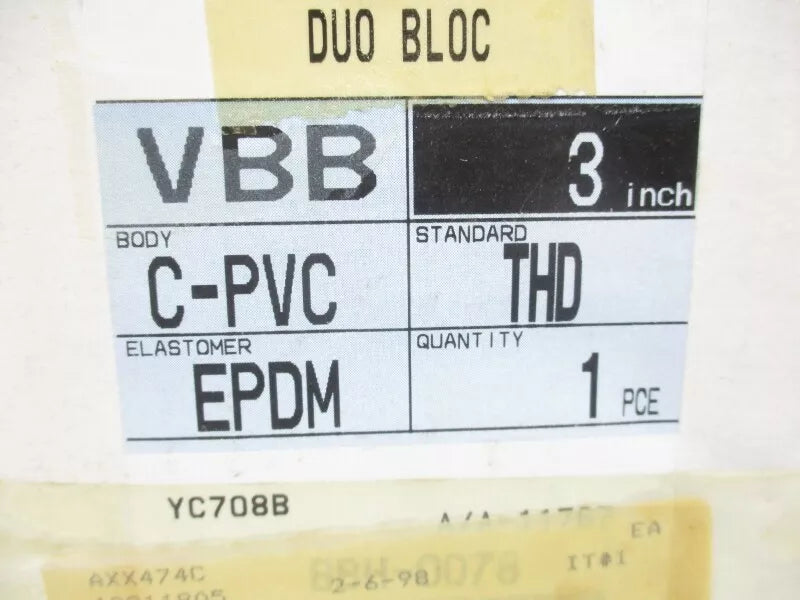 DUO BLOC
VBB
3 inch
BODY
C-PVC
STANDARD
THD
ELASTOMER
EPDM
QUANTITY
1 PCE
YC708B
EA
AXX474C
2-6-98
IT#1